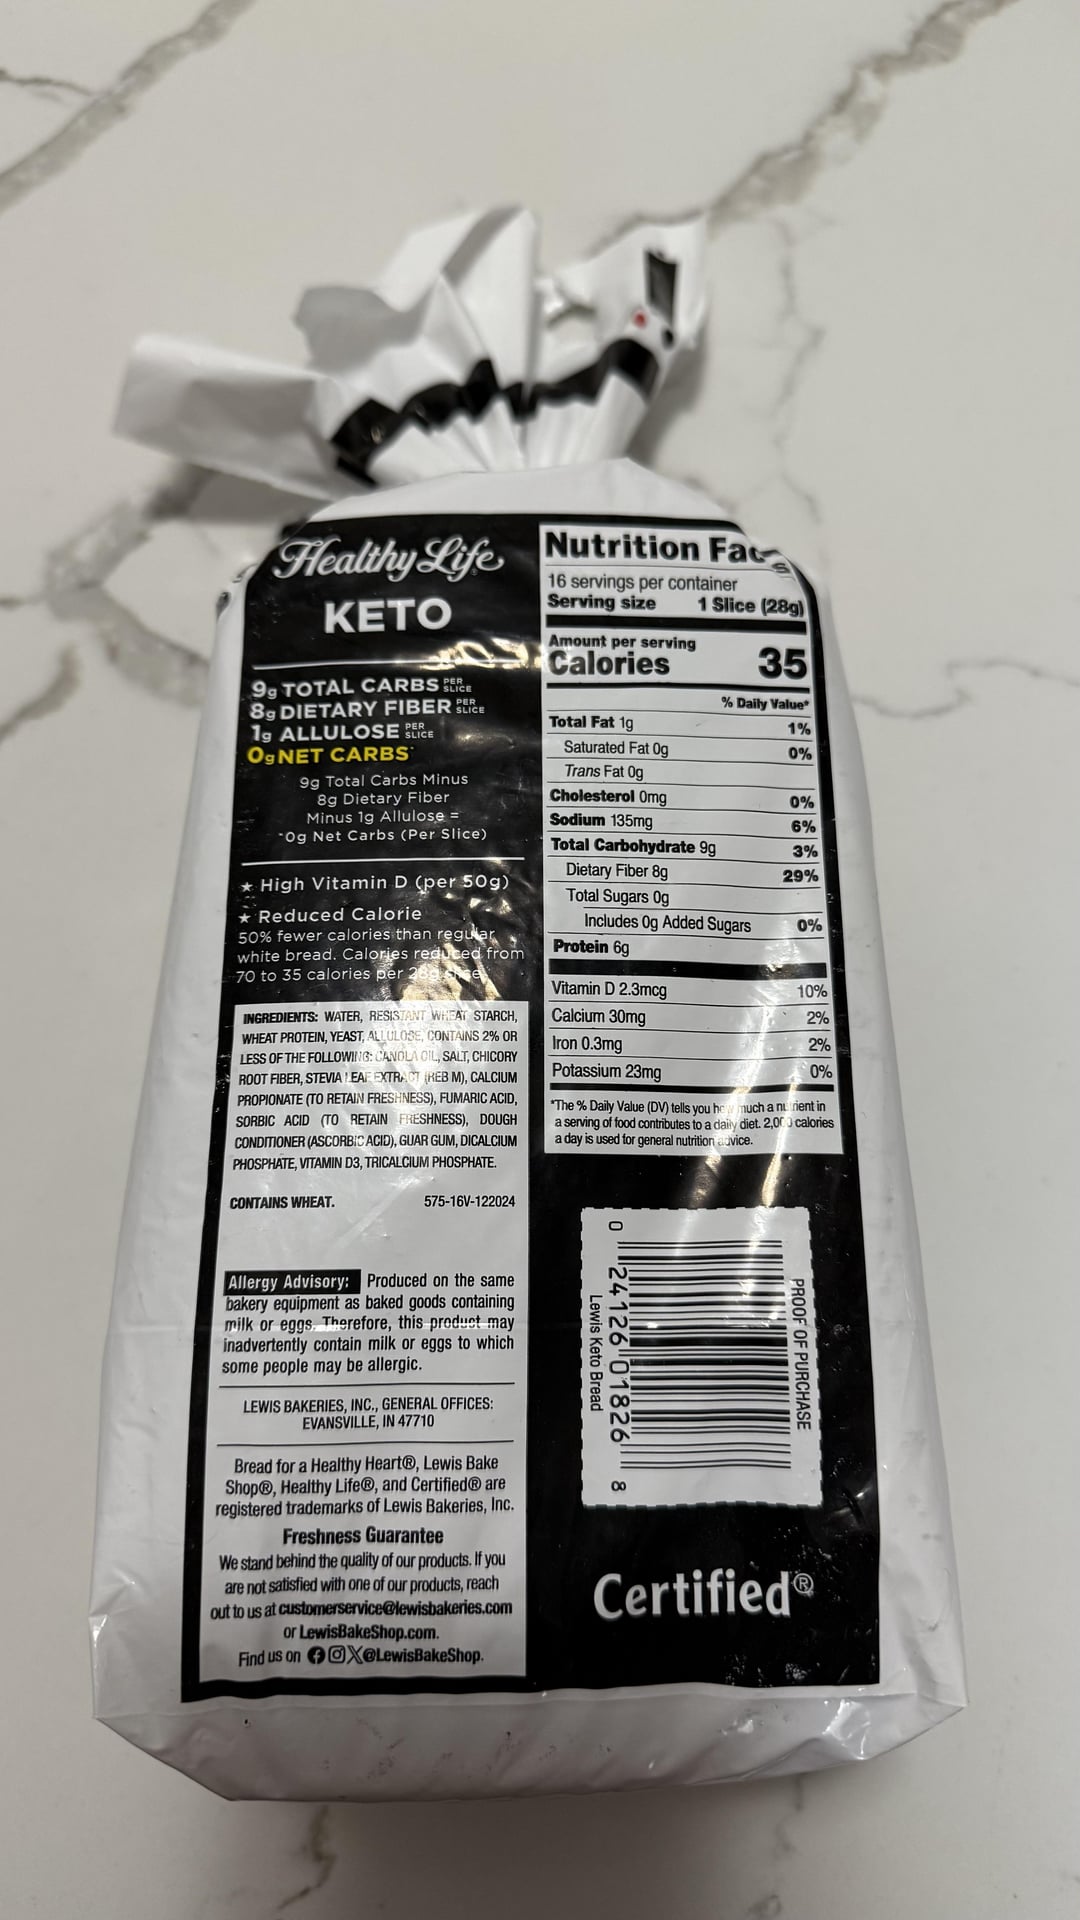 Healthy Life
KETO
9g TOTAL CARBS PER SLICE
8g DIETARY FIBER PER SLICE
1g ALLULOSE PER SLICE
0g NET CARBS*
9g Total Carbs Minus
8g Dietary Fiber
Minus 1g Allulose =
*0g Net Carbs (Per Slice)
★ High Vitamin D (per 50g)
★ Reduced Calorie
50% fewer calories than regular
white bread. Calories reduced from
70 to 35 calories per 28g slice.
INGREDIENTS: WATER, RESISTANT WHEAT STARCH,
WHEAT PROTEIN, YEAST, ALLULOSE, CONTAINS 2% OR
LESS OF THE FOLLOWING: CANOLA OIL, SALT, CHICORY
ROOT FIBER, STEVIA LEAF EXTRACT (REB M), CALCIUM
PROPIONATE (TO RETAIN FRESHNESS), FUMARIC ACID,
SORBIC ACID (TO RETAIN FRESHNESS), DOUGH
CONDITIONER (ASCORBIC ACID), GUAR GUM, DICALCIUM
PHOSPHATE, VITAMIN D3, TRICALCIUM PHOSPHATE.
CONTAINS WHEAT. 575-16V-122024
Allergy Advisory: Produced on the same
bakery equipment as baked goods containing
milk or eggs. Therefore, this product may
inadvertently contain milk or eggs to which
some people may be allergic.
LEWIS BAKERIES, INC., GENERAL OFFICES:
EVANSVILLE, IN 47710
Bread for a Healthy Heart®, Lewis Bake
Shop®, Healthy Life®, and Certified® are
registered trademarks of Lewis Bakeries, Inc.
Freshness Guarantee
We stand behind the quality of our products. If you
are not satisfied with one of our products, reach
out to us at customerservice@lewisbakeries.com
or LewisBakeShop.com.
Find us on @LewisBakeShop.
Nutrition Facts
16 servings per container
Serving size 1 Slice (28g)
Amount per serving
Calories 35
% Daily Value*
Total Fat 1g 1%
Saturated Fat 0g 0%
Trans Fat 0g
Cholesterol 0mg 0%
Sodium 135mg 6%
Total Carbohydrate 9g 3%
Dietary Fiber 8g 29%
Total Sugars 0g
Includes 0g Added Sugars 0%
Protein 6g
Vitamin D 2.3mcg 10%
Calcium 30mg 2%
Iron 0.3mg 2%
Potassium 23mg 0%
*The % Daily Value (DV) tells you how much a nutrient in
a serving of food contributes to a daily diet. 2,000 calories
a day is used for general nutrition advice.
PROOF OF PURCHASE
0 24126 01826 8
Lewis Keto Bread
Certified®